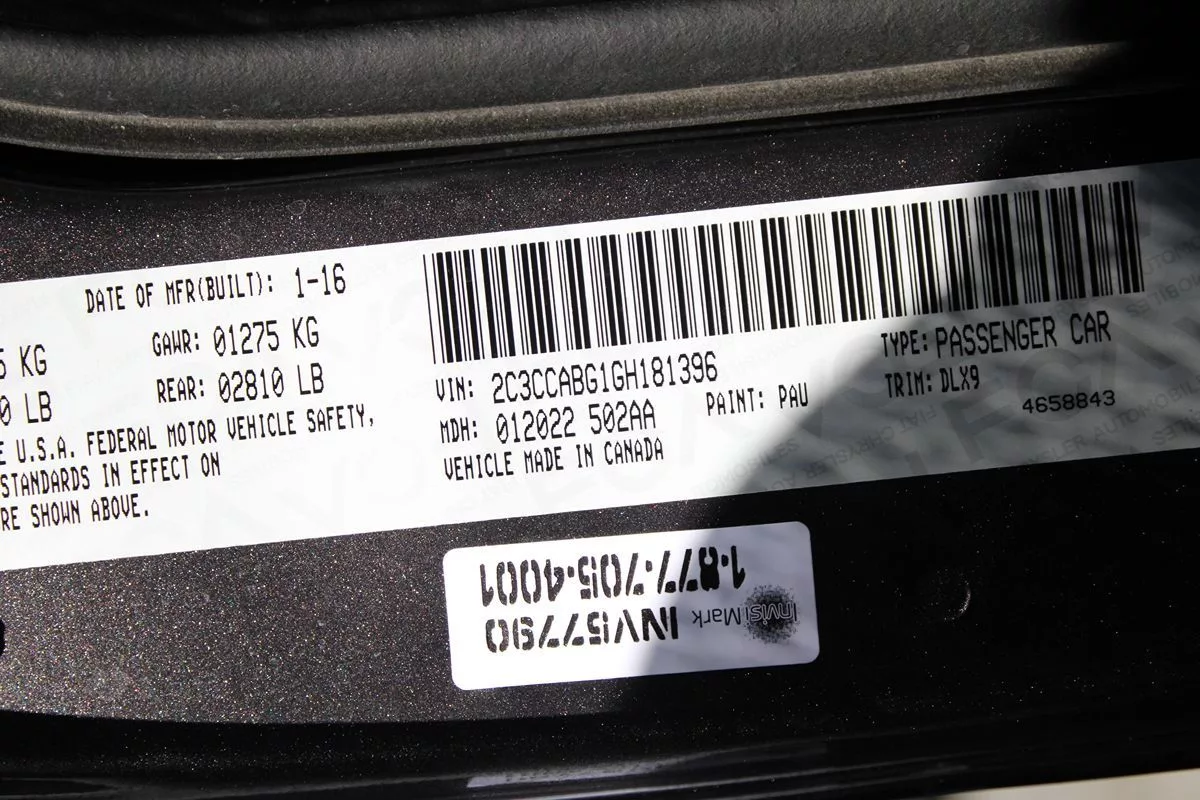 DATE OF MFR(BUILT): 1-16
KG
GAWR: 01275 KG
LB
REAR: 02810 LB
U.S.A. FEDERAL MOTOR VEHICLE SAFETY,
STANDARDS IN EFFECT ON
SHOWN ABOVE.
VIN: 2C3CCABG1GH181396
TYPE: PASSENGER CAR
MDH: 012022 502AA
PAINT: PAU
TRIM: DLX9
VEHICLE MADE IN CANADA
4658843
InvisiMark INV57790
1-877-705-4001